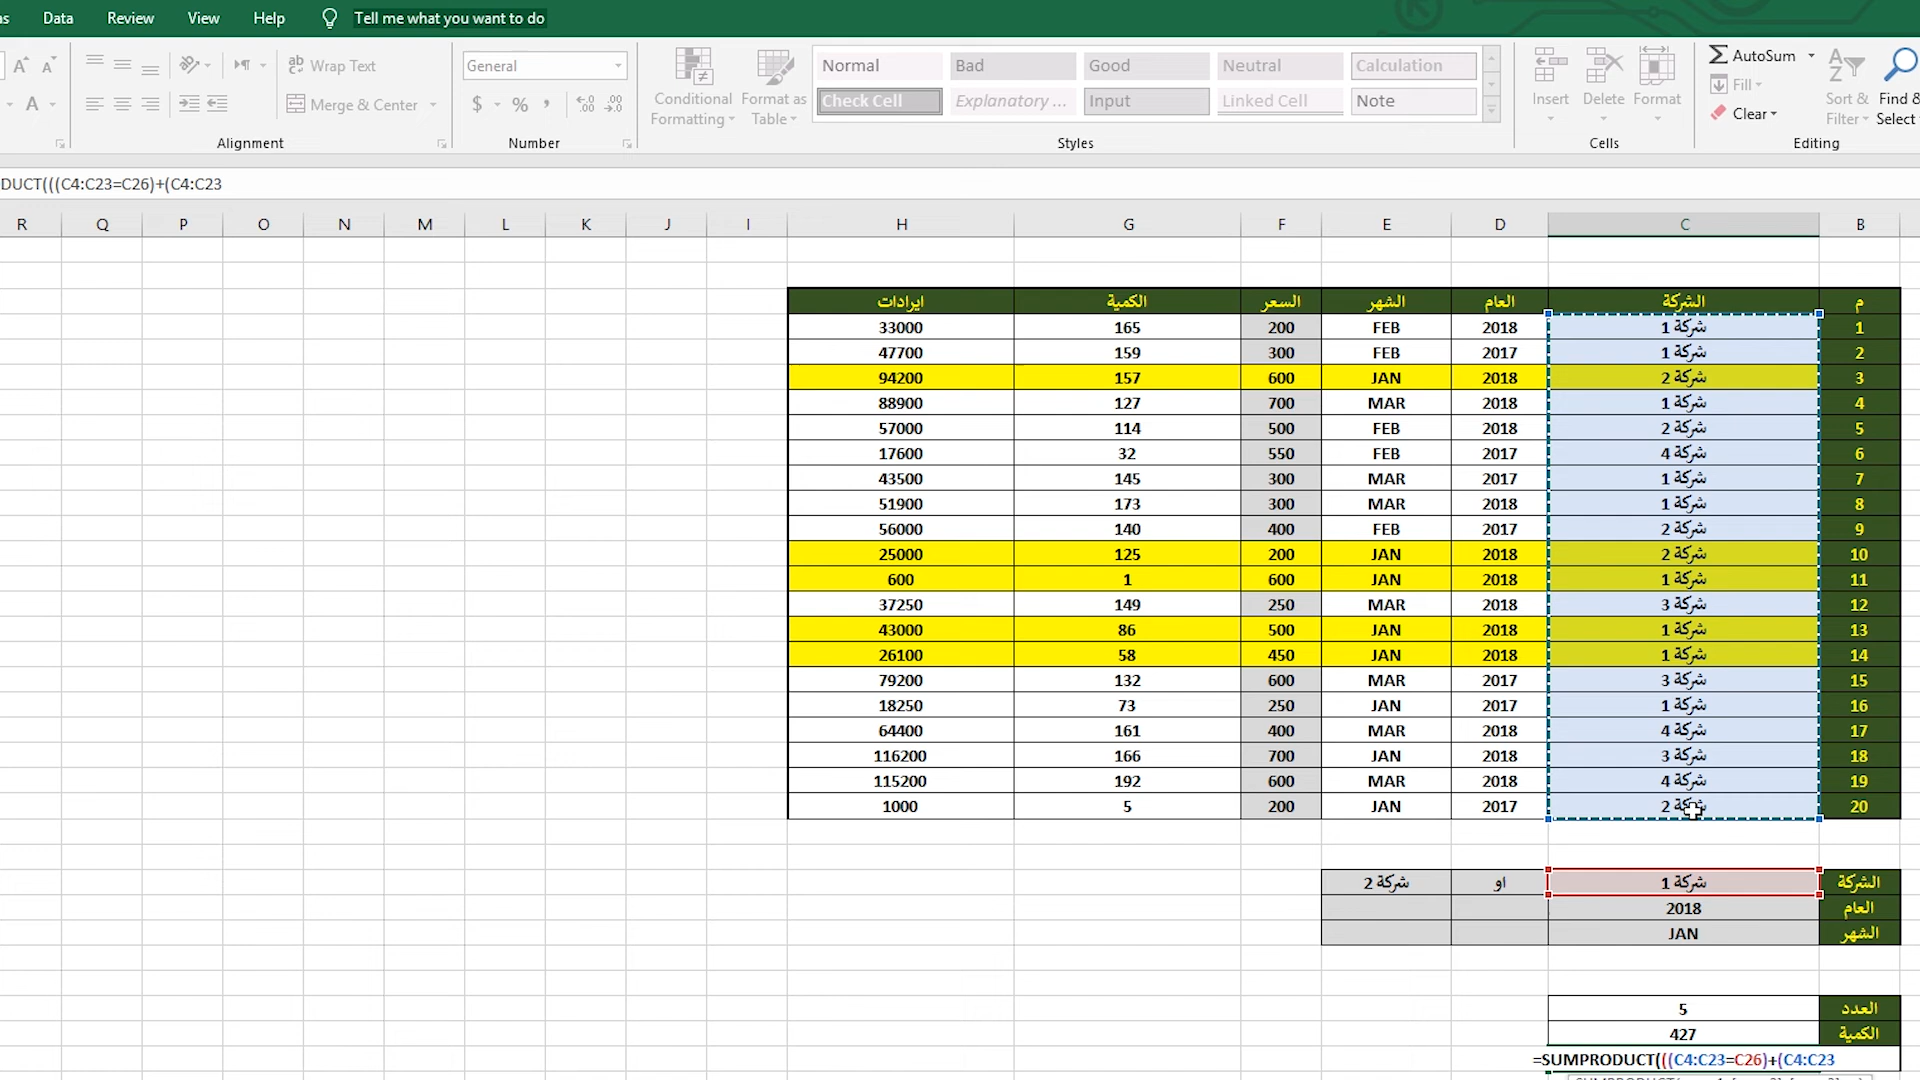 Data Review View Help Tell me what you want to do
Wrap Text General Normal Bad Good Neutral Calculation AutoSum
Merge & Center $ % , Conditional Formatting Format as Table Check Cell Explanatory ... Input Linked Cell Note Insert Delete Format Fill Clear Sort & Filter Find & Select
Alignment Number Styles Cells Editing
DUCT(((C4:C23=C26)+(C4:C23
R Q P O N M L K J I H G F E D C B
م الشركة العام الشهر السعر الكمية ايرادات
1 شركة 1 2018 FEB 200 165 33000
2 شركة 1 2017 FEB 300 159 47700
3 شركة 2 2018 JAN 600 157 94200
4 شركة 1 2018 MAR 700 127 88900
5 شركة 2 2018 FEB 500 114 57000
6 شركة 4 2017 FEB 550 32 17600
7 شركة 1 2017 MAR 300 145 43500
8 شركة 1 2018 MAR 300 173 51900
9 شركة 2 2017 FEB 400 140 56000
10 شركة 2 2018 JAN 200 125 25000
11 شركة 1 2018 JAN 600 1 600
12 شركة 3 2018 MAR 250 149 37250
13 شركة 1 2018 JAN 500 86 43000
14 شركة 1 2018 JAN 450 58 26100
15 شركة 3 2017 MAR 600 132 79200
16 شركة 1 2017 JAN 250 73 18250
17 شركة 4 2018 MAR 400 161 64400
18 شركة 3 2018 JAN 700 166 116200
19 شركة 4 2018 MAR 600 192 115200
20 شركة 2 2017 JAN 200 5 1000
الشركة شركة 1 او شركة 2
العام 2018
الشهر JAN
العدد 5
الكمية 427
=SUMPRODUCT(((C4:C23=C26)+(C4:C23